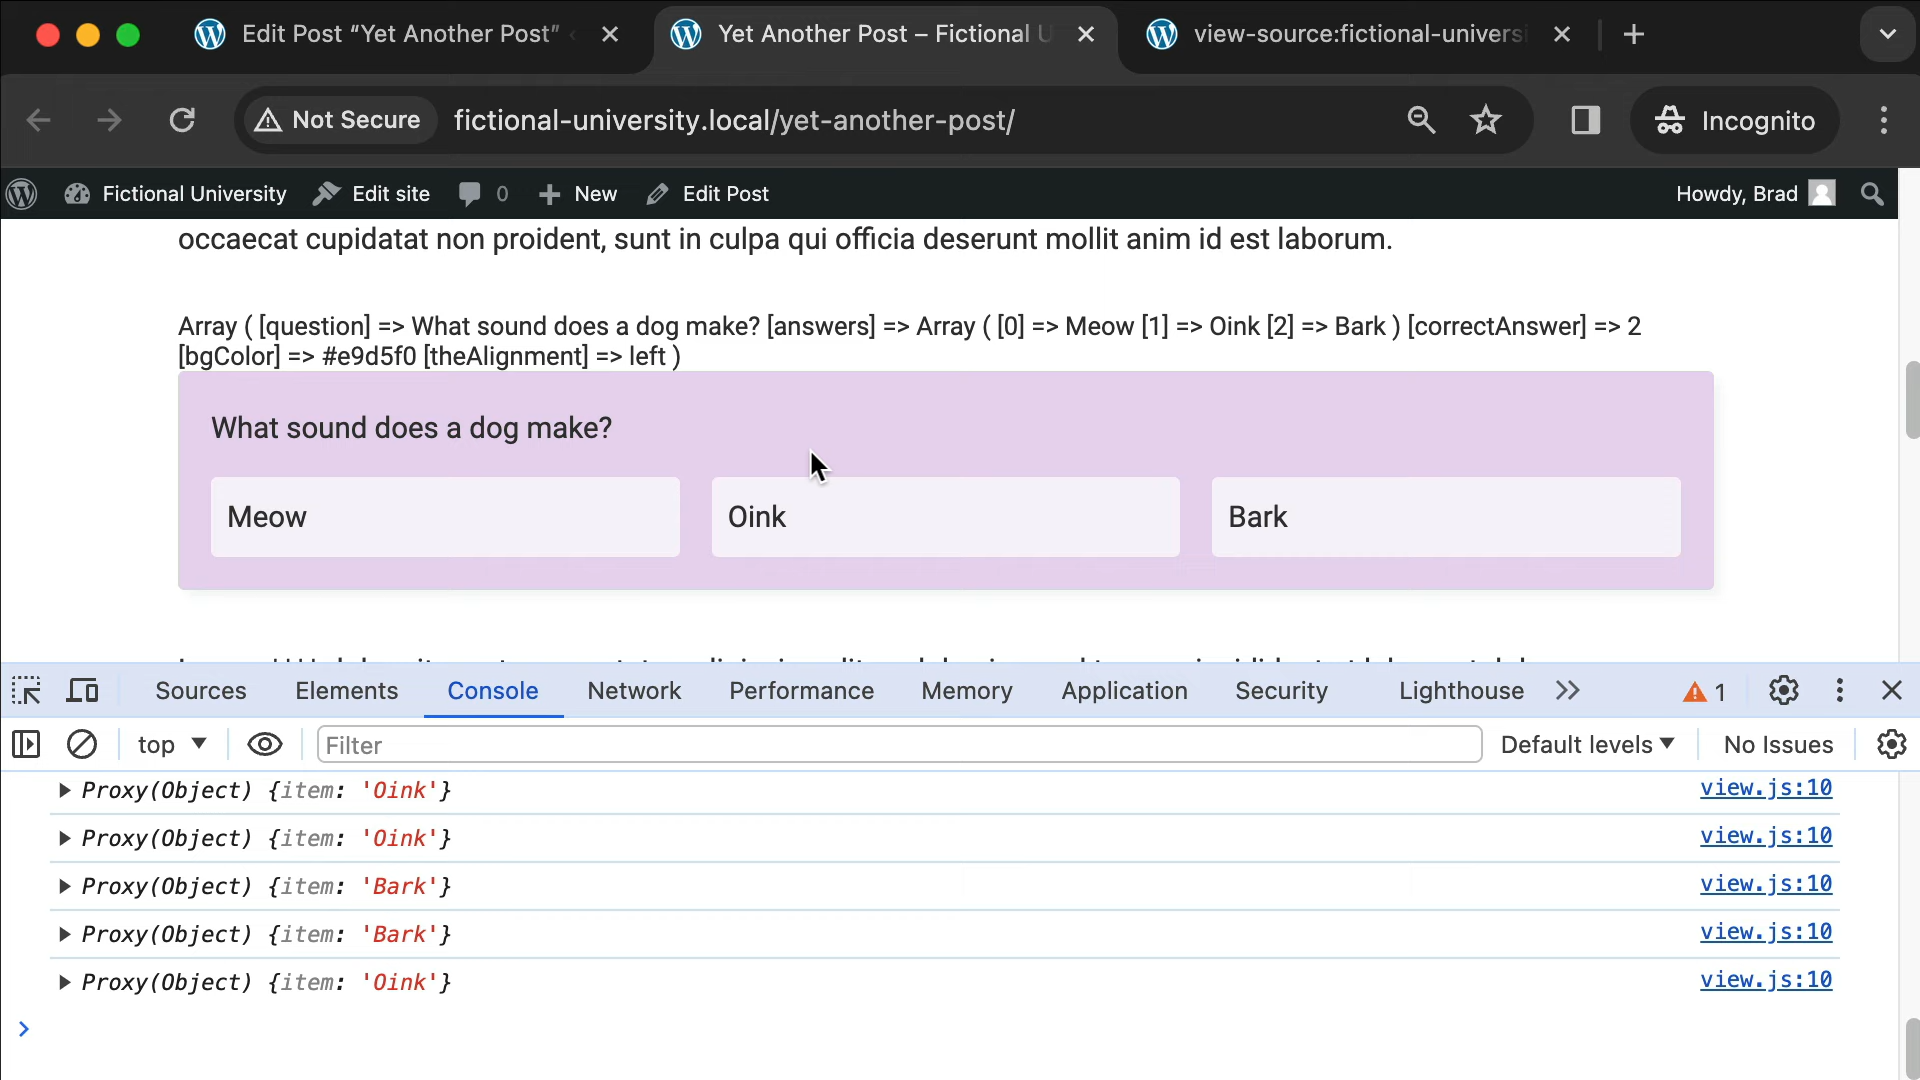 Edit Post “Yet Another Post”
Yet Another Post – Fictional U
view-source:fictional-universi
Not Secure
fictional-university.local/yet-another-post/
Incognito
Fictional University
Edit site
0
New
Edit Post
Howdy, Brad
occaecat cupidatat non proident, sunt in culpa qui officia deserunt mollit anim id est laborum.
Array ( [question] => What sound does a dog make? [answers] => Array ( [0] => Meow [1] => Oink [2] => Bark ) [correctAnswer] => 2
[bgColor] => #e9d5f0 [theAlignment] => left )
What sound does a dog make?
Meow
Oink
Bark
Sources
Elements
Console
Network
Performance
Memory
Application
Security
Lighthouse
1
top
Filter
Default levels
No Issues
Proxy(Object) {item: 'Oink'}
view.js:10
Proxy(Object) {item: 'Oink'}
view.js:10
Proxy(Object) {item: 'Bark'}
view.js:10
Proxy(Object) {item: 'Bark'}
view.js:10
Proxy(Object) {item: 'Oink'}
view.js:10